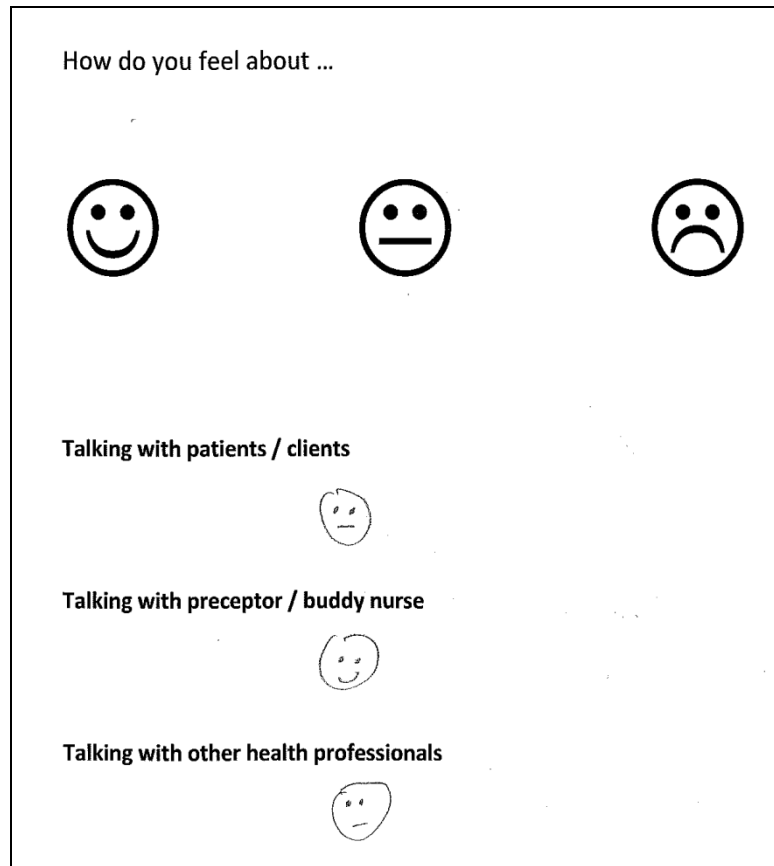 How do you feel about ...
Talking with patients / clients
Talking with preceptor / buddy nurse
Talking with other health professionals